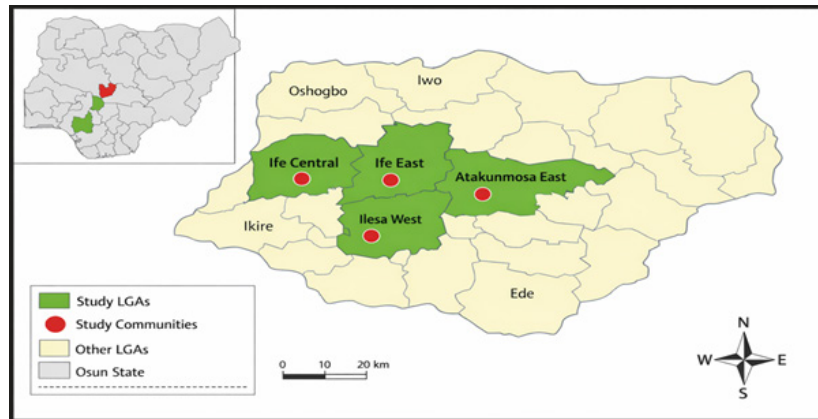 Iwo
Oshogbo
Ife Central
Ife East
Atakunmosa East
Ilesa West
Ikire
Ede
Study LGAs
Study Communities
Other LGAs
Osun State
0 10 20 km
N
W E
S